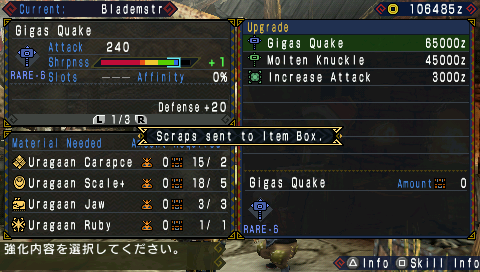 Current: Blademstr
106485z
Gigas Quake
Attack 240
Shrpnss +1
RARE-6 Slots --- Affinity 0%
Defense+20
L 1/3 R
Upgrade
Gigas Quake 65000z
Molten Knuckle 45000z
Increase Attack 3000z
Scraps sent to Item Box.
Material Needed
Uragaan Carapce 0 15/ 2
Uragaan Scale+ 0 18/ 5
Uragaan Jaw 0 3/ 3
Uragaan Ruby 0 1/ 1
Gigas Quake Amount 0
RARE-6
強化内容を選択してください。
Info Skill Info